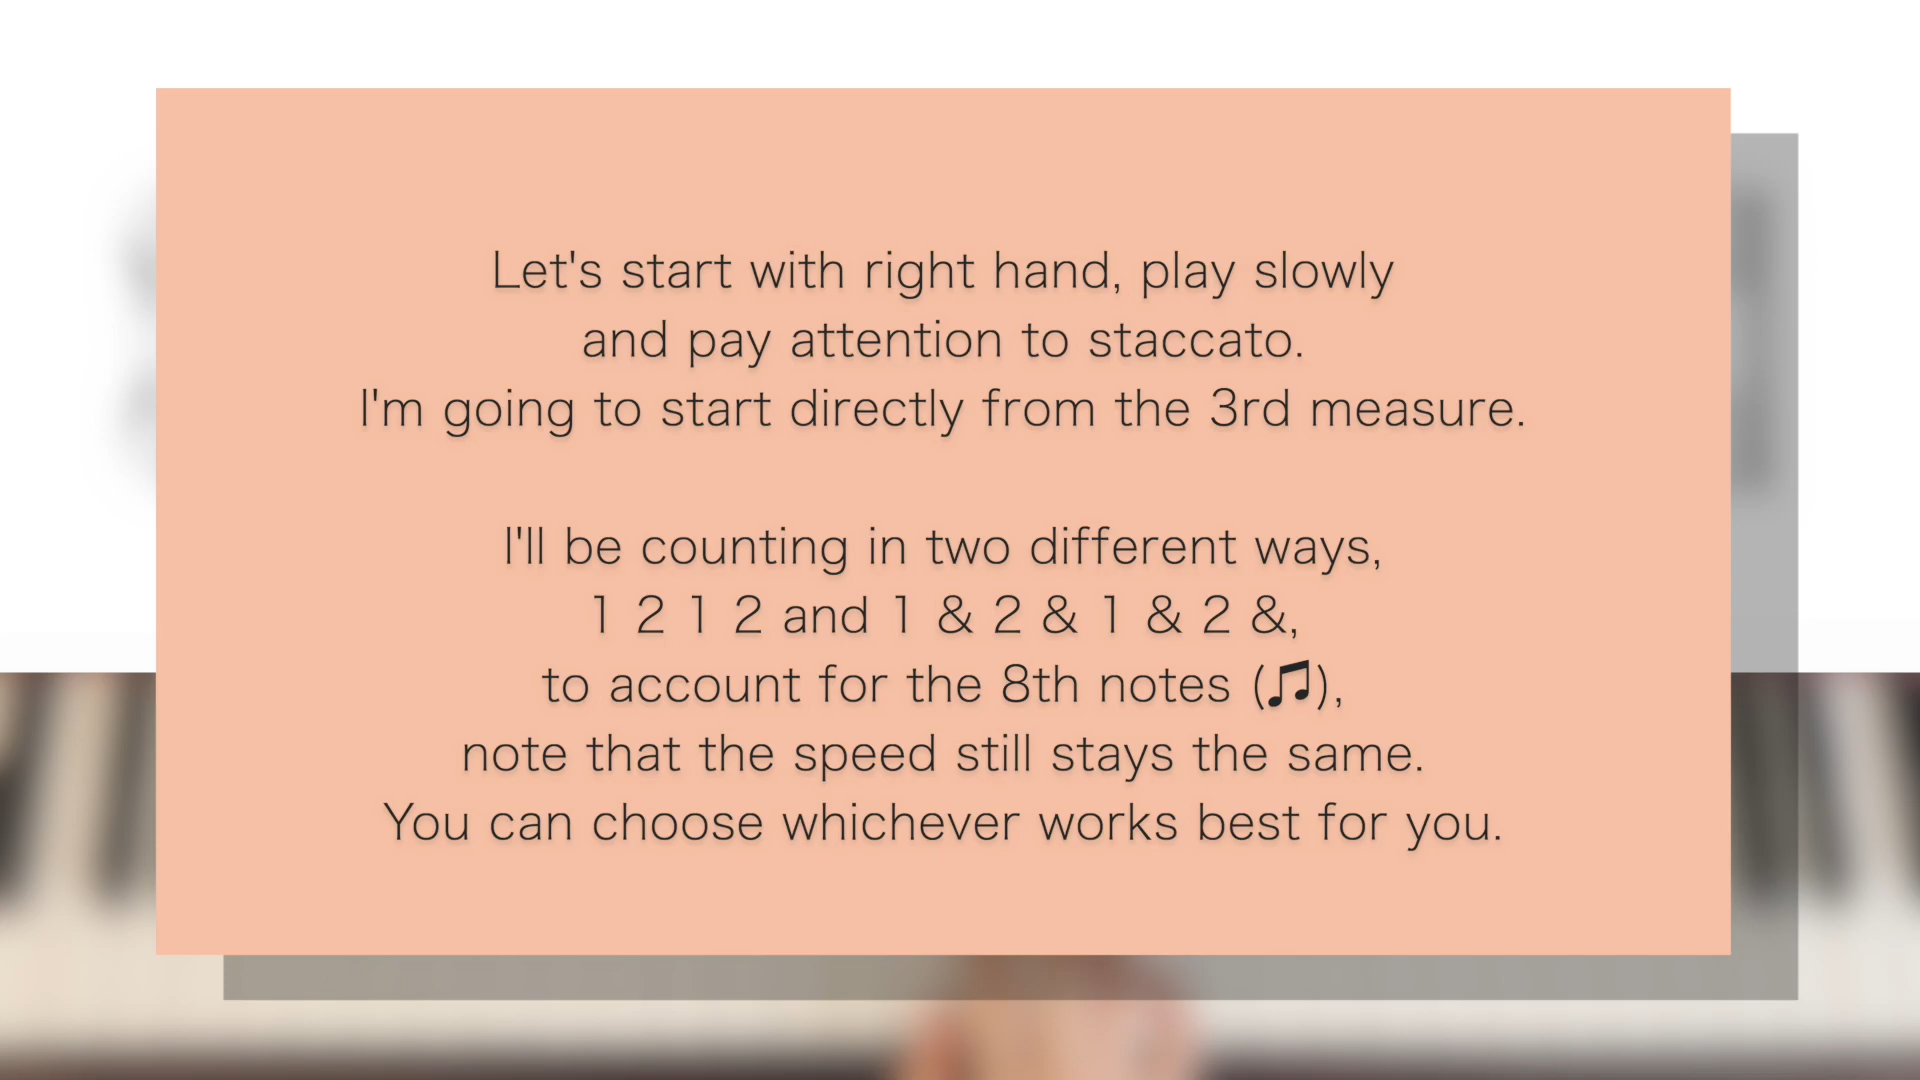 Let's start with right hand, play slowly
and pay attention to staccato.
I'm going to start directly from the 3rd measure.
I'll be counting in two different ways,
1 2 1 2 and 1 & 2 & 1 & 2 &,
to account for the 8th notes (♫),
note that the speed still stays the same.
You can choose whichever works best for you.